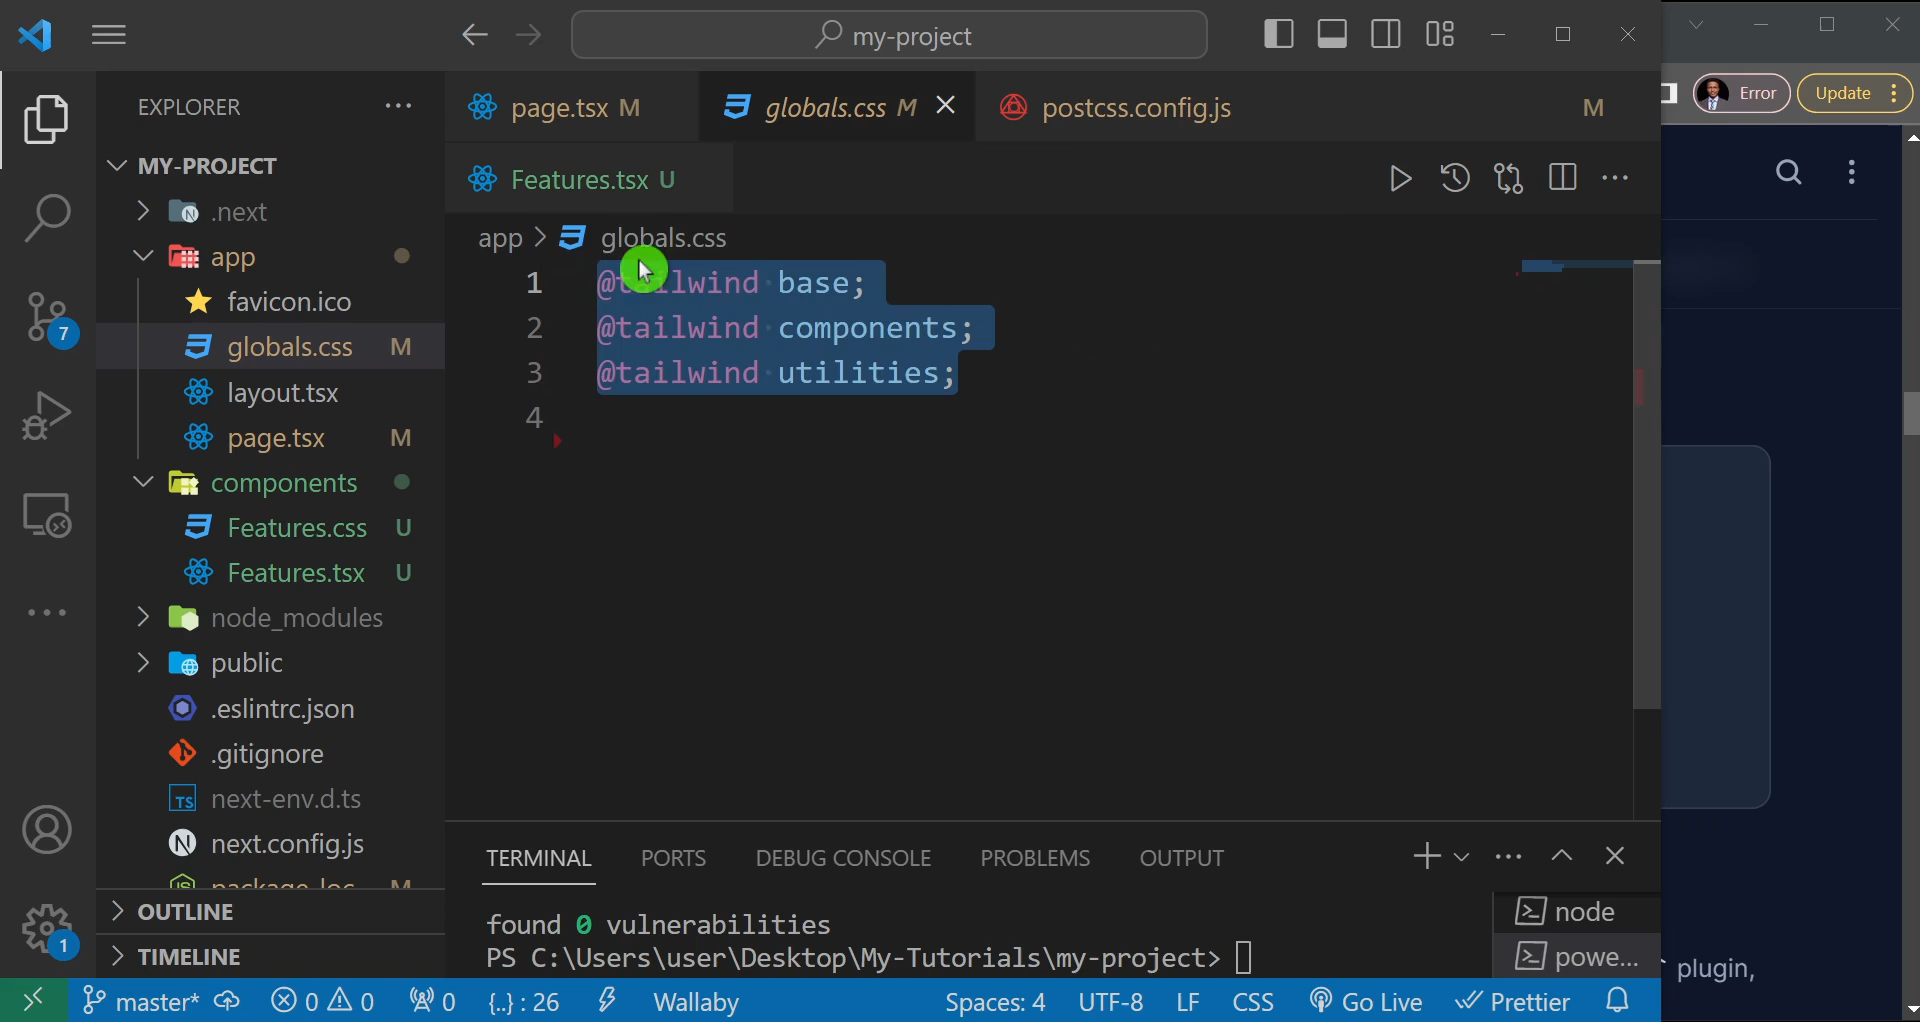 my-project
Error
Update
EXPLORER
page.tsx M
globals.css M
postcss.config.js M
MY-PROJECT
Features.tsx U
.next
app > globals.css
app
1 @tailwind base;
favicon.ico
2 @tailwind components;
globals.css M
3 @tailwind utilities;
layout.tsx
4
page.tsx M
components
Features.css U
Features.tsx U
node_modules
public
.eslintrc.json
.gitignore
next-env.d.ts
next.config.js
TERMINAL PORTS DEBUG CONSOLE PROBLEMS OUTPUT
7
OUTLINE
found 0 vulnerabilities
node
1
TIMELINE
PS C:\Users\user\Desktop\My-Tutorials\my-project>
powe...
plugin,
master* 0 0 0 {..} : 26 Wallaby Spaces: 4 UTF-8 LF CSS Go Live Prettier